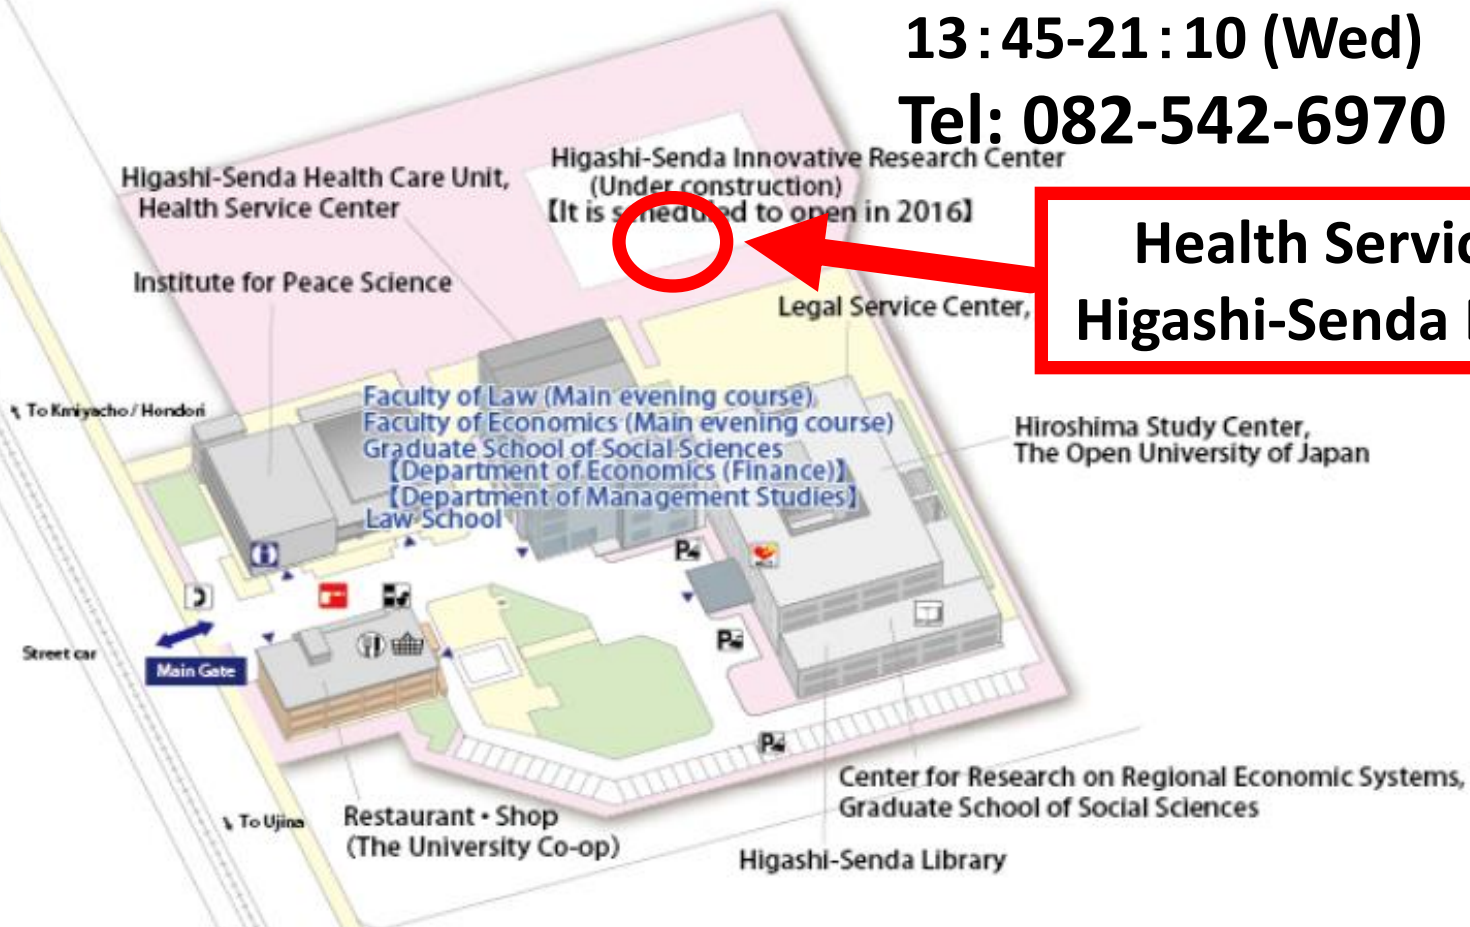 13:45-21:10 (Wed)
Tel: 082-542-6970
Higashi-Senda Innovative Research Center
(Under construction)
【It is scheduled to open in 2016】
Higashi-Senda Health Care Unit,
Health Service Center
Health Servic
Higashi-Senda
Institute for Peace Science
Legal Service Center,
To Kmiyacho / Hondori
Faculty of Law (Main evening course)
Faculty of Economics (Main evening course)
Graduate School of Social Sciences
【Department of Economics (Finance)】
【Department of Management Studies】
Law School
Hiroshima Study Center,
The Open University of Japan
P
P
Street car
Main Gate
P
To Ujina
Restaurant・Shop
(The University Co-op)
Center for Research on Regional Economic Systems,
Graduate School of Social Sciences
Higashi-Senda Library